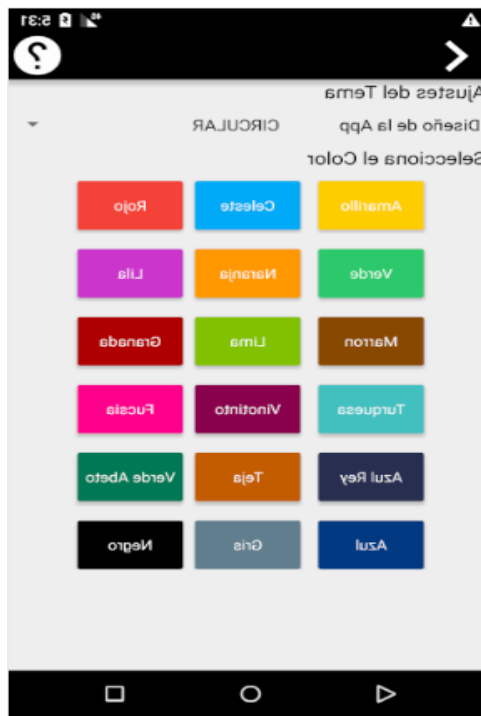 4G 5:31
?
Ajustes del Tema
Diseño de la App CIRCULAR
Selecciona el Color
Amarillo Celeste Rojo
Verde Naranja Lila
Marron Lima Granada
Turquesa Vinotinto Fucsia
Azul Rey Teja Verde Abeto
Azul Gris Negro